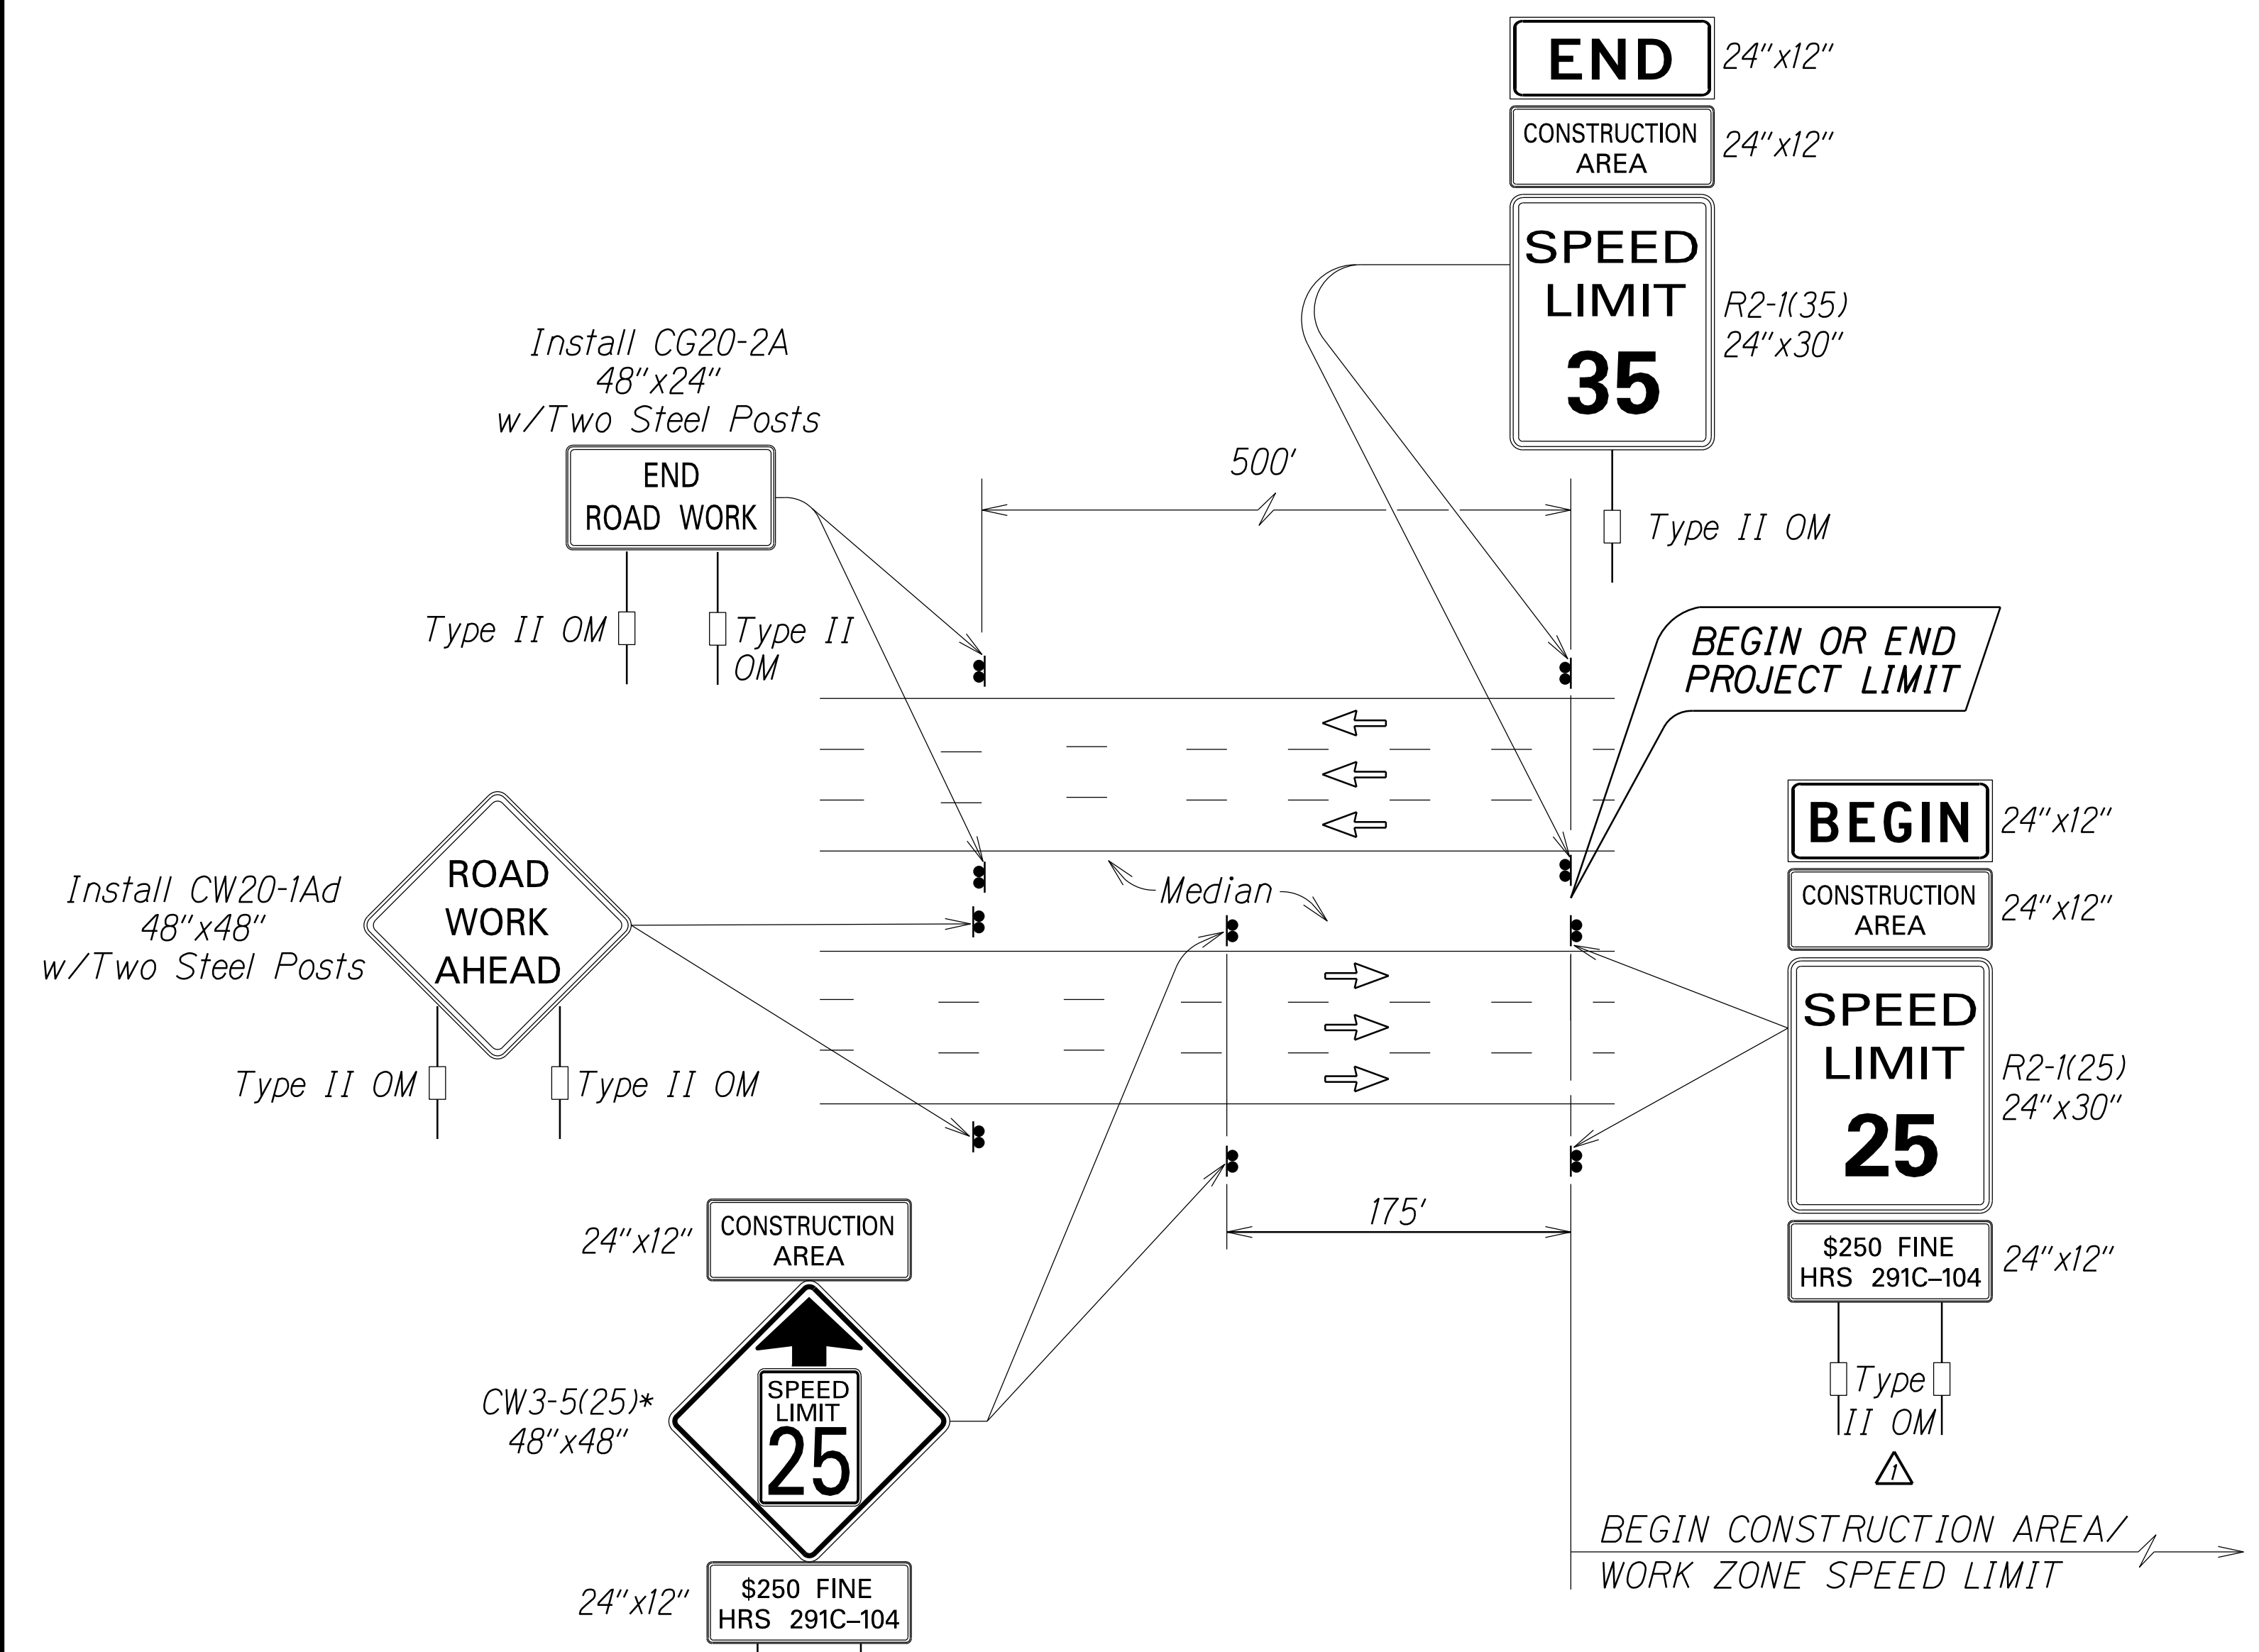 END
24"x12"
CONSTRUCTION
AREA
24"x12"
SPEED
LIMIT
35
R2-1(35)
24"x30"
Type II OM
Install CG20-2A
48"x24"
w/Two Steel Posts
END
ROAD WORK
Type II OM
Type II
OM
500'
BEGIN OR END
PROJECT LIMIT
Install CW20-1Ad
48"x48"
w/Two Steel Posts
ROAD
WORK
AHEAD
Type II OM
Type II OM
Median
BEGIN
24"x12"
CONSTRUCTION
AREA
24"x12"
SPEED
LIMIT
25
R2-1(25)
24"x30"
$250 FINE
HRS 291C–104
24"x12"
Type
II OM
1
175'
24"x12"
CONSTRUCTION
AREA
CW3-5(25)*
48"x48"
SPEED
LIMIT
25
24"x12"
$250 FINE
HRS 291C–104
BEGIN CONSTRUCTION AREA/
WORK ZONE SPEED LIMIT